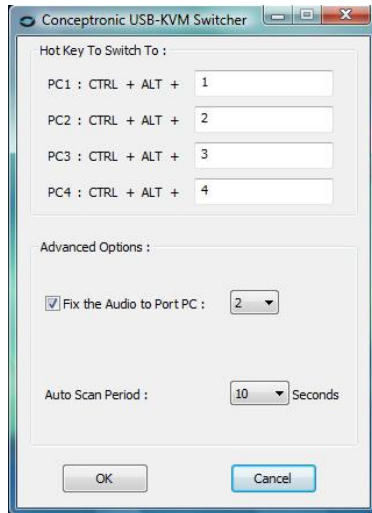 Conceptronic USB-KVM Switcher
Hot Key To Switch To :
PC1 : CTRL + ALT + 1
PC2 : CTRL + ALT + 2
PC3 : CTRL + ALT + 3
PC4 : CTRL + ALT + 4
Advanced Options :
Fix the Audio to Port PC : 2
Auto Scan Period : 10 Seconds
OK Cancel